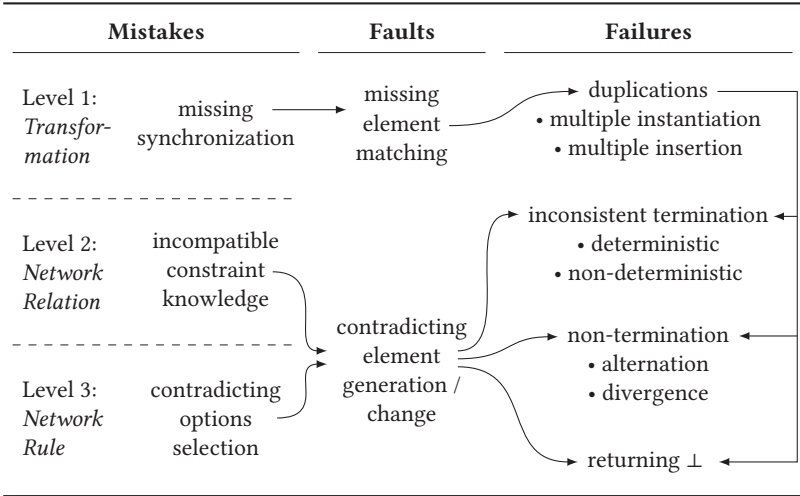 Mistakes
Faults
Failures
Level 1:
Transfor-
mation
missing
synchronization
missing
element
matching
duplications
• multiple instantiation
• multiple insertion
inconsistent termination
• deterministic
• non-deterministic
Level 2:
Network
Relation
incompatible
constraint
knowledge
contradicting
element
generation /
change
non-termination
• alternation
• divergence
Level 3:
Network
Rule
contradicting
options
selection
returning ⊥